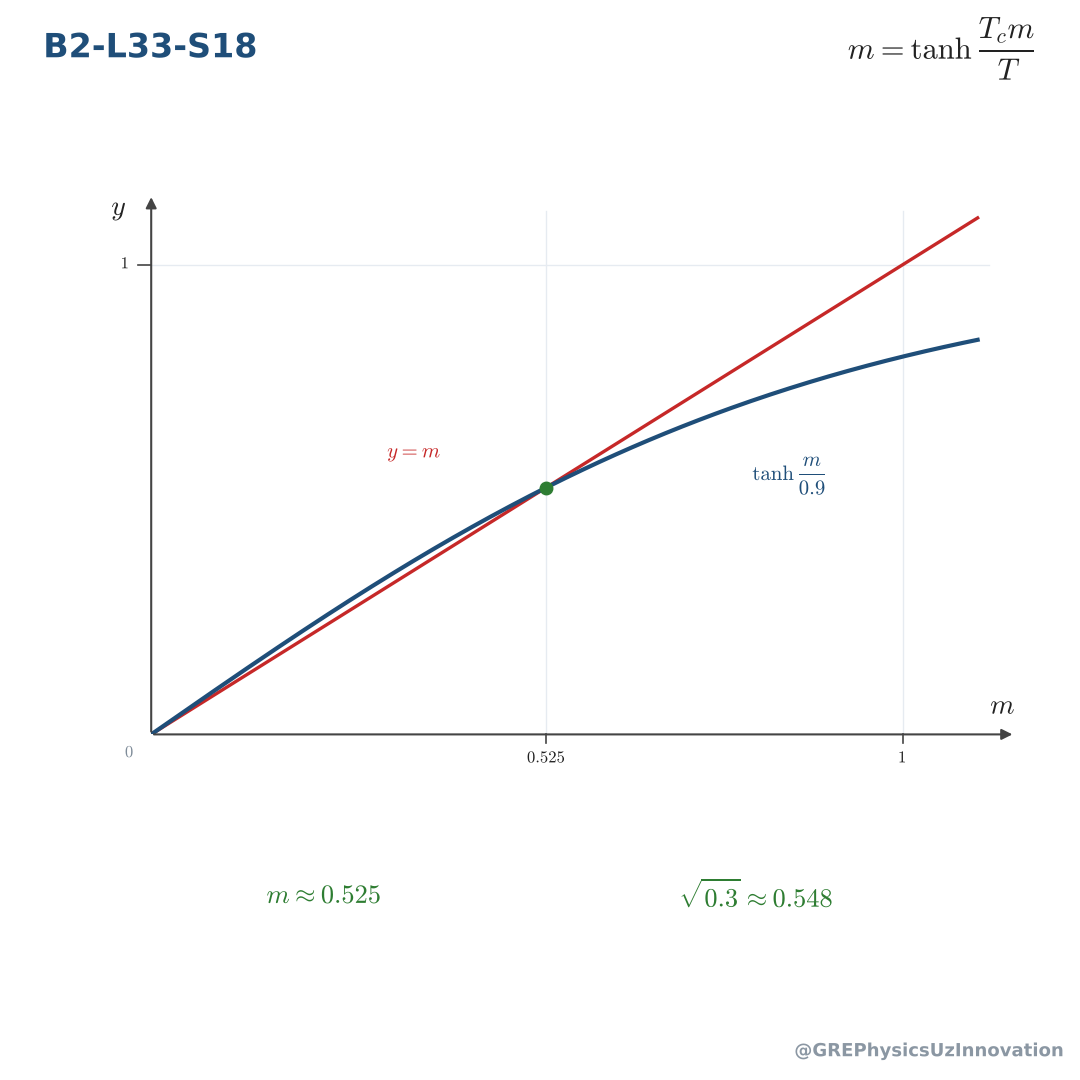 B2-L33-S18
m = tanh T_c m / T
y
1
y = m
tanh m / 0.9
m
0
0.525
1
m ≈ 0.525
√0.3 ≈ 0.548
@GREPhysicsUzInnovation